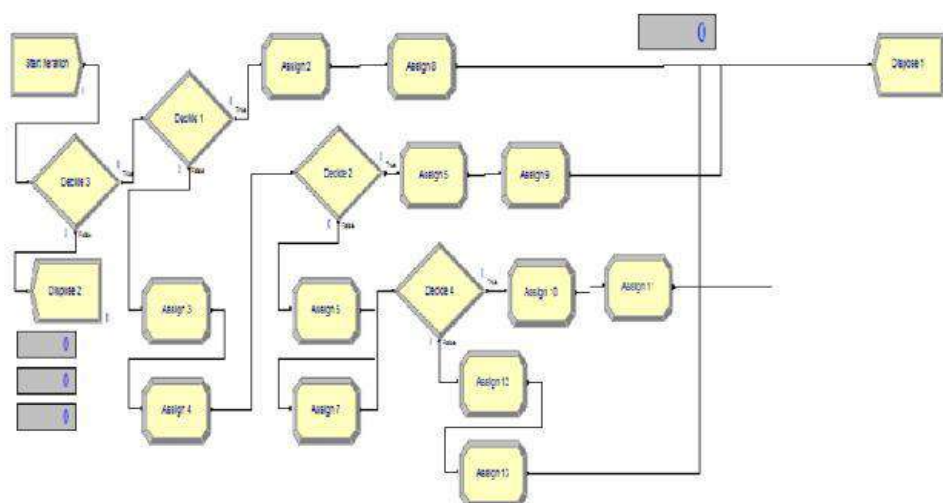 Start Iteration
Decide 3
True
False
Dispose 2
0
0
0
Decide 1
True
False
Assign 2
Assign 8
0
Dispose 1
Decide 2
True
False
Assign 5
Assign 9
Assign 3
Assign 4
Assign 7
Decide 4
True
False
Assign 10
Assign 11
Assign 12
Assign 13